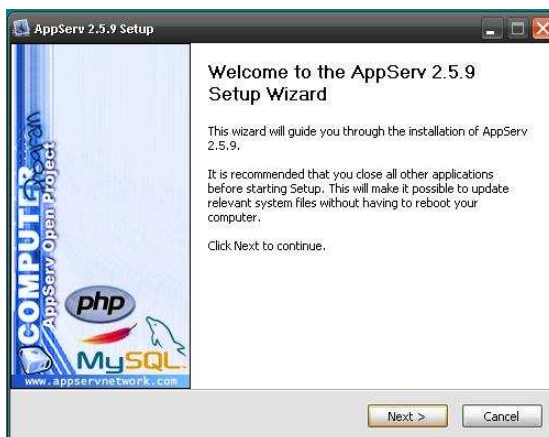 AppServ 2.5.9 Setup
Welcome to the AppServ 2.5.9
Setup Wizard
This wizard will guide you through the installation of AppServ
2.5.9.
It is recommended that you close all other applications
before starting Setup. This will make it possible to update
relevant system files without having to reboot your
computer.
Click Next to continue.
COMPUTER
Program
AppServ Open Project
php
MySQL
www.appservnetwork.com
Next >
Cancel